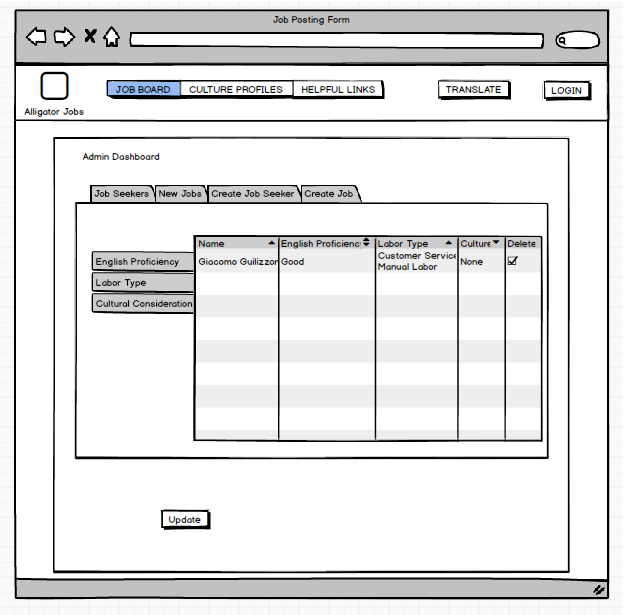 Job Posting Form
JOB BOARD CULTURE PROFILES HELPFUL LINKS TRANSLATE LOGIN
Alligator Jobs
Admin Dashboard
Job Seekers New Jobs Create Job Seeker Create Job
Name English Proficienc Labor Type Culture Delete
English Proficiency
Labor Type
Cultural Consideration
Giacomo Guilizzor Good Customer Service None
Manual Labor
Update